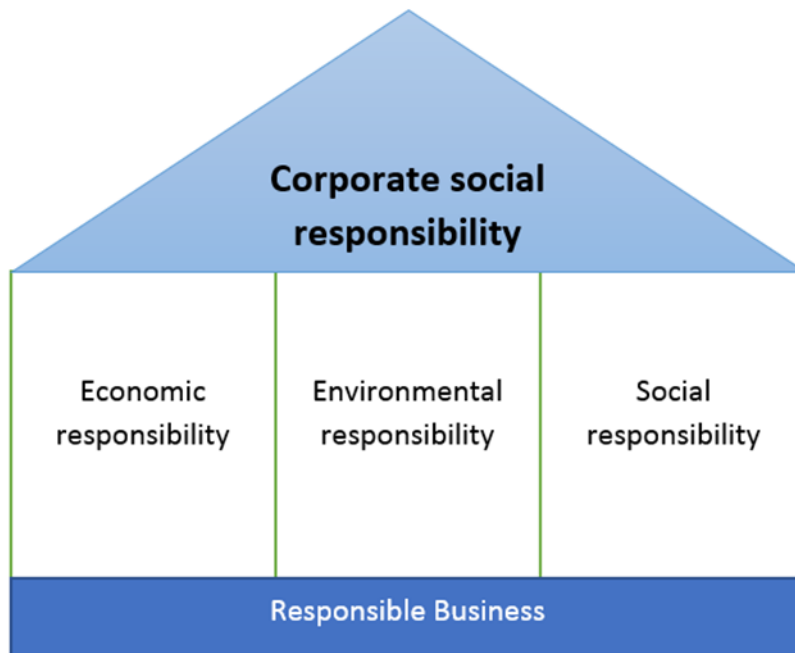 Corporate social
responsibility
Economic
responsibility
Environmental
responsibility
Social
responsibility
Responsible Business